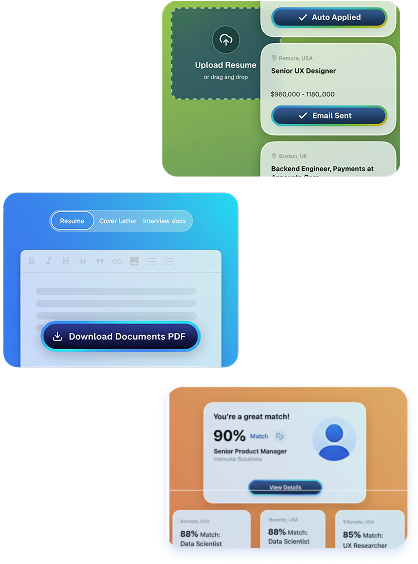 Auto Applied
Upload Resume
or drag and drop
Remote, USA
Senior UX Designer
$960,000 - 1180,,000
Email Sent
Boston, UK
Backend Engineer, Payments at
Resume
Cover Letter
Interview docs
B I H H GO
Download Documents PDF
You're a great match!
90% Match
Senior Product Manager
Innovate Solutions
View Details
Remote, USA
88% Match:
Data Scientist
Remote, USA
88% Match:
Data Scientist
Remote, USA
85% Match:
UX Researcher